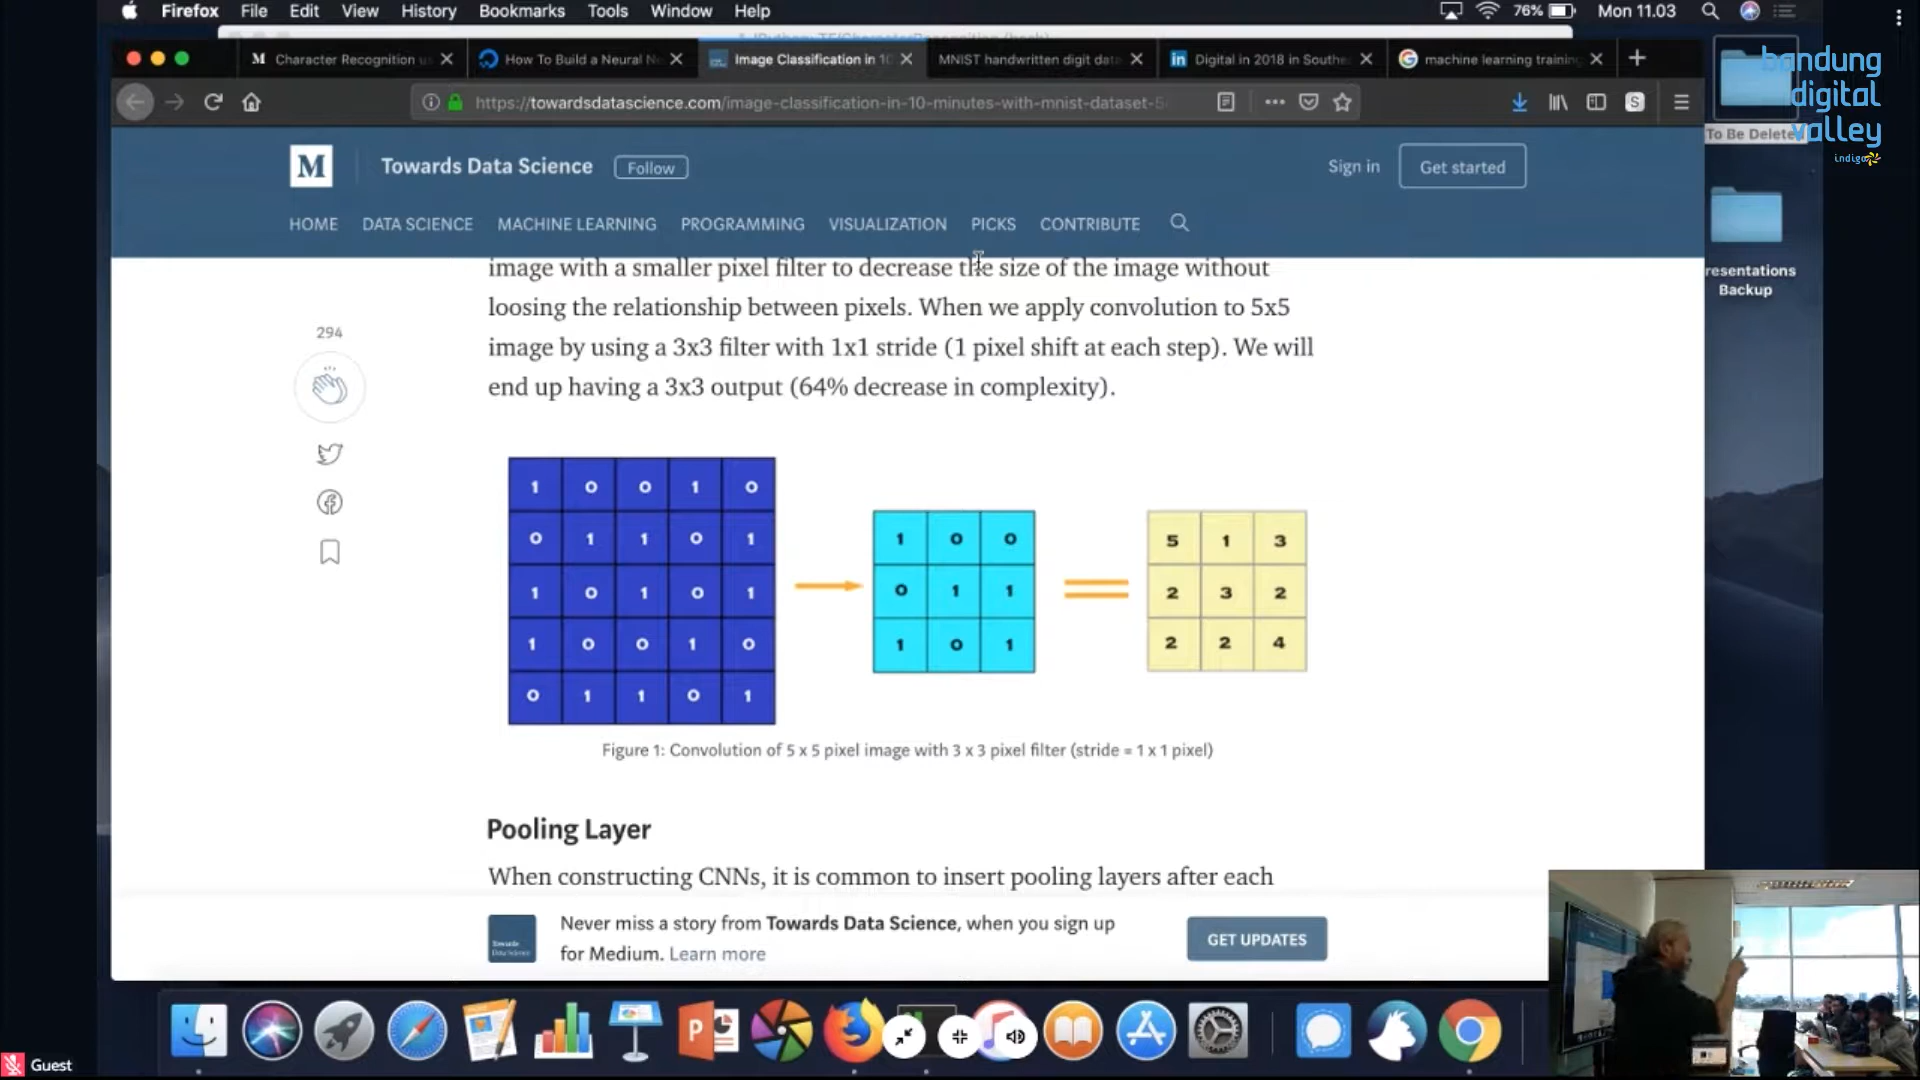 Firefox File Edit View History Bookmarks Tools Window Help 76% Mon 11.03
Character Recognition u
How To Build a Neural N
Image Classification in 10
MNIST handwritten digit dat
Digital in 2018 in Southe
machine learning training
https://towardsdatascience.com/image-classification-in-10-minutes-with-mnist-dataset-5
bandung
digital
valley
indigo
To Be Delete
M Towards Data Science Follow Sign in Get started
HOME DATA SCIENCE MACHINE LEARNING PROGRAMMING VISUALIZATION PICKS CONTRIBUTE
resentations
Backup
image with a smaller pixel filter to decrease the size of the image without
loosing the relationship between pixels. When we apply convolution to 5x5
image by using a 3x3 filter with 1x1 stride (1 pixel shift at each step). We will
end up having a 3x3 output (64% decrease in complexity).
294
1 0 0 1 0
0 1 1 0 1
1 0 1 0 1
1 0 0 1 0
0 1 1 0 1
1 0 0
0 1 1
1 0 1
5 1 3
2 3 2
2 2 4
Figure 1: Convolution of 5 x 5 pixel image with 3 x 3 pixel filter (stride = 1 x 1 pixel)
Pooling Layer
When constructing CNNs, it is common to insert pooling layers after each
Never miss a story from Towards Data Science, when you sign up
for Medium. Learn more
GET UPDATES
Guest